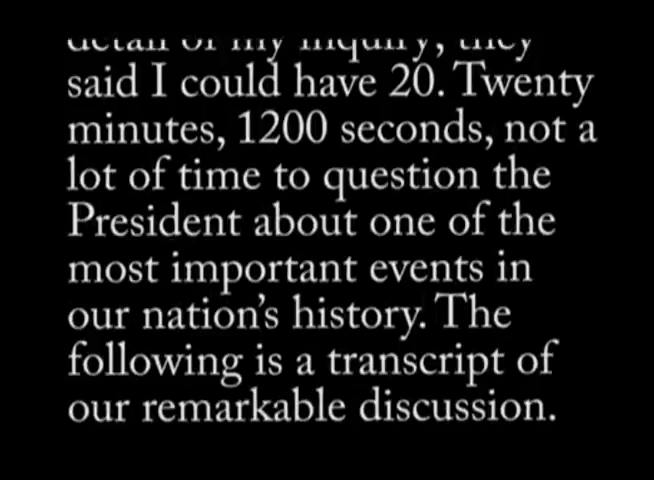 detail of my inquiry, they
said I could have 20. Twenty
minutes, 1200 seconds, not a
lot of time to question the
President about one of the
most important events in
our nation's history. The
following is a transcript of
our remarkable discussion.